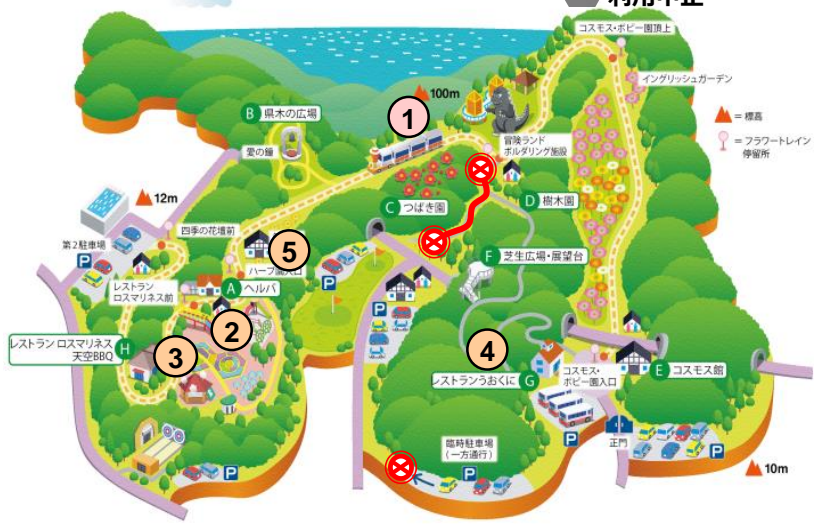 利用中止
コスモス・ポピー園頂上
イングリッシュガーデン
100m
1
B 県木の広場
愛の鐘
冒険ランド
ボルダリング施設
= 標高
= フラワートレイン
停留所
12m
C つばき園
D 樹木園
四季の花壇前
第2駐車場
P
5
F 芝生広場・展望台
レストラン
ロスマリネス前
A ヘルバ
P
P
2
レストラン ロスマリネス
天空BBQ
H
3
4
レストランうおくに G
コスモス・
ポピー園入口
E コスモス館
臨時駐車場
(一方通行)
P
正門
P
P
P
10m